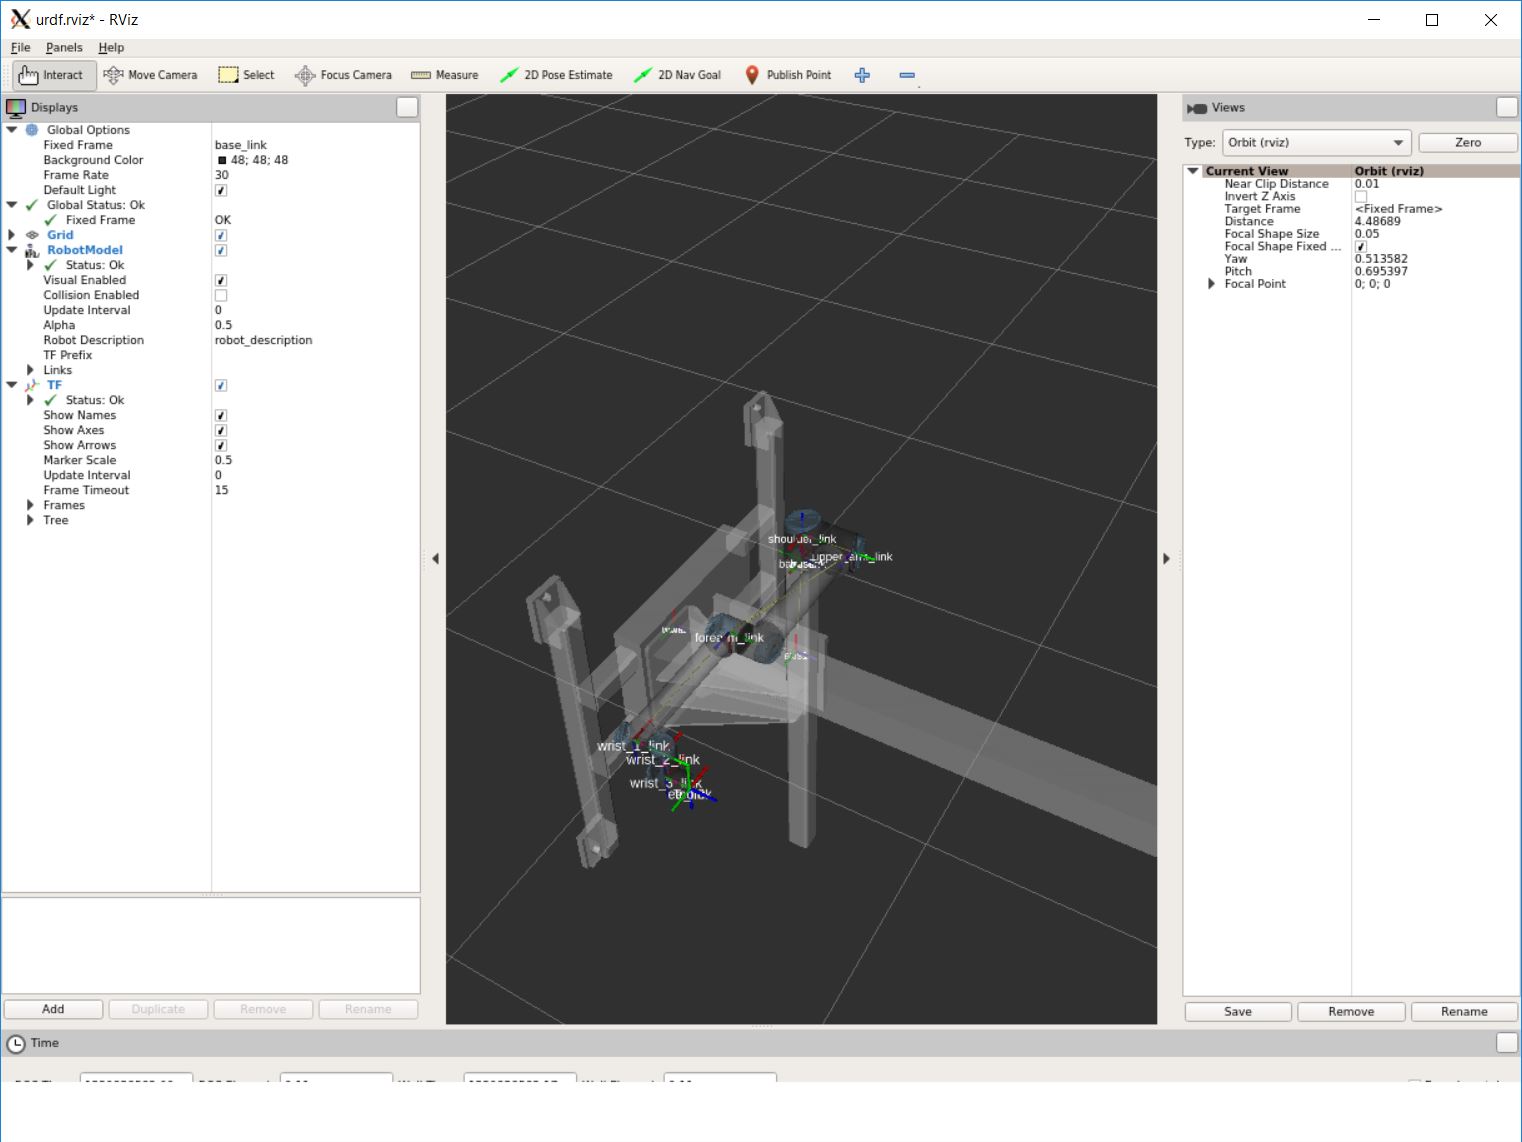 urdf.rviz* - RViz
File Panels Help
Interact Move Camera Select Focus Camera Measure 2D Pose Estimate 2D Nav Goal Publish Point
Displays
Global Options
Fixed Frame base_link
Background Color 48; 48; 48
Frame Rate 30
Default Light
Global Status: Ok
Fixed Frame OK
Grid
RobotModel
Status: Ok
Visual Enabled
Collision Enabled
Update Interval 0
Alpha 0.5
Robot Description robot_description
TF Prefix
Links
TF
Status: Ok
Show Names
Show Axes
Show Arrows
Marker Scale 0.5
Update Interval 0
Frame Timeout 15
Frames
Tree
Add Duplicate Remove Rename
shoulder_link
upper_arm_link
forearm_link
wrist_1_link
wrist_2_link
wrist_3_link
Views
Type: Orbit (rviz) Zero
Current View Orbit (rviz)
Near Clip Distance 0.01
Invert Z Axis
Target Frame <Fixed Frame>
Distance 4.48689
Focal Shape Size 0.05
Focal Shape Fixed ...
Yaw 0.513582
Pitch 0.695397
Focal Point 0; 0; 0
Save Remove Rename
Time